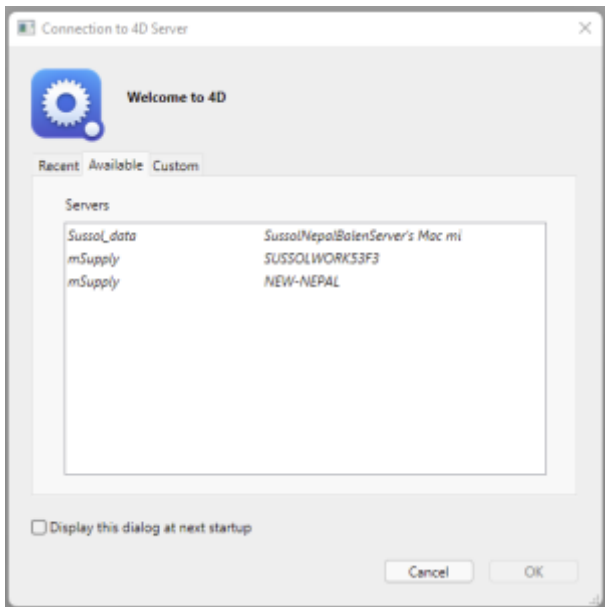 Connection to 4D Server
Welcome to 4D
Recent Available Custom
Servers
Sussol_data SussolNepalBalenServer's Mac mi
mSupply SUSSOLWORK53F3
mSupply NEW-NEPAL
Display this dialog at next startup
Cancel OK